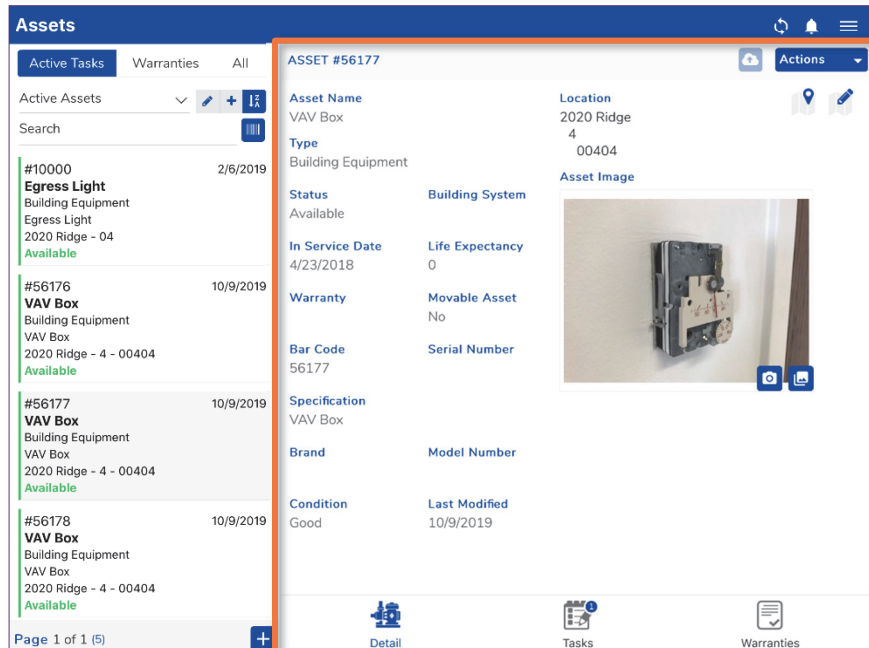 Assets
Active Tasks Warranties All
Active Assets
Search
#10000 2/6/2019
Egress Light
Building Equipment
Egress Light
2020 Ridge - 04
Available
#56176 10/9/2019
VAV Box
Building Equipment
VAV Box
2020 Ridge - 4 - 00404
Available
#56177 10/9/2019
VAV Box
Building Equipment
VAV Box
2020 Ridge - 4 - 00404
Available
#56178 10/9/2019
VAV Box
Building Equipment
VAV Box
2020 Ridge - 4 - 00404
Available
Page 1 of 1 (5)
ASSET #56177
Actions
Asset Name
VAV Box
Type
Building Equipment
Status Building System
Available
In Service Date Life Expectancy
4/23/2018 0
Warranty Movable Asset
No
Bar Code Serial Number
56177
Specification
VAV Box
Brand Model Number
Condition Last Modified
Good 10/9/2019
Location
2020 Ridge
4
00404
Asset Image
Detail
1
Tasks
Warranties